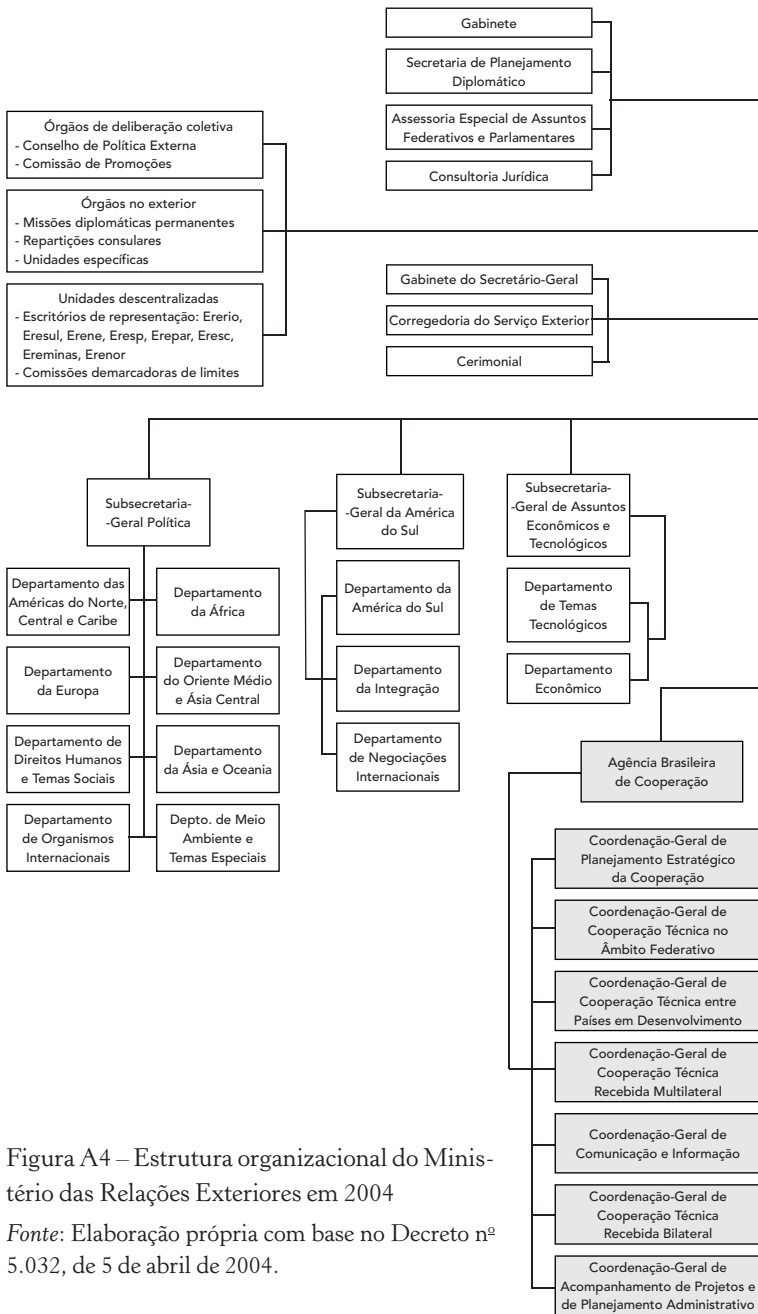 Gabinete
Secretaria de Planejamento
Diplomático
Assessoria Especial de Assuntos
Federativos e Parlamentares
Consultoria Jurídica
Órgãos de deliberação coletiva
- Conselho de Política Externa
- Comissão de Promoções
Órgãos no exterior
- Missões diplomáticas permanentes
- Repartições consulares
- Unidades específicas
Unidades descentralizadas
- Escritórios de representação: Ererio,
Eresul, Erene, Eresp, Erepar, Eresc,
Ereminas, Erenor
- Comissões demarcadoras de limites
Gabinete do Secretário-Geral
Corregedoria do Serviço Exterior
Cerimonial
Subsecretaria-
-Geral Política
Departamento das
Américas do Norte,
Central e Caribe
Departamento
da África
Departamento
da Europa
Departamento
do Oriente Médio
e Ásia Central
Departamento de
Direitos Humanos
e Temas Sociais
Departamento
da Ásia e Oceania
Departamento
de Organismos
Internacionais
Depto. de Meio
Ambiente e
Temas Especiais
Subsecretaria-
-Geral da América
do Sul
Departamento da
América do Sul
Departamento
da Integração
Departamento
de Negociações
Internacionais
Subsecretaria-
-Geral de Assuntos
Econômicos e
Tecnológicos
Departamento
de Temas
Tecnológicos
Departamento
Econômico
Agência Brasileira
de Cooperação
Coordenação-Geral de
Planejamento Estratégico
da Cooperação
Coordenação-Geral de
Cooperação Técnica no
Âmbito Federativo
Coordenação-Geral de
Cooperação Técnica entre
Países em Desenvolvimento
Coordenação-Geral de
Cooperação Técnica
Recebida Multilateral
Coordenação-Geral de
Comunicação e Informação
Coordenação-Geral de
Cooperação Técnica
Recebida Bilateral
Coordenação-Geral de
Acompanhamento de Projetos e
de Planejamento Administrativo
Figura A4 – Estrutura organizacional do Minis-
tério das Relações Exteriores em 2004
Fonte: Elaboração própria com base no Decreto nº
5.032, de 5 de abril de 2004.